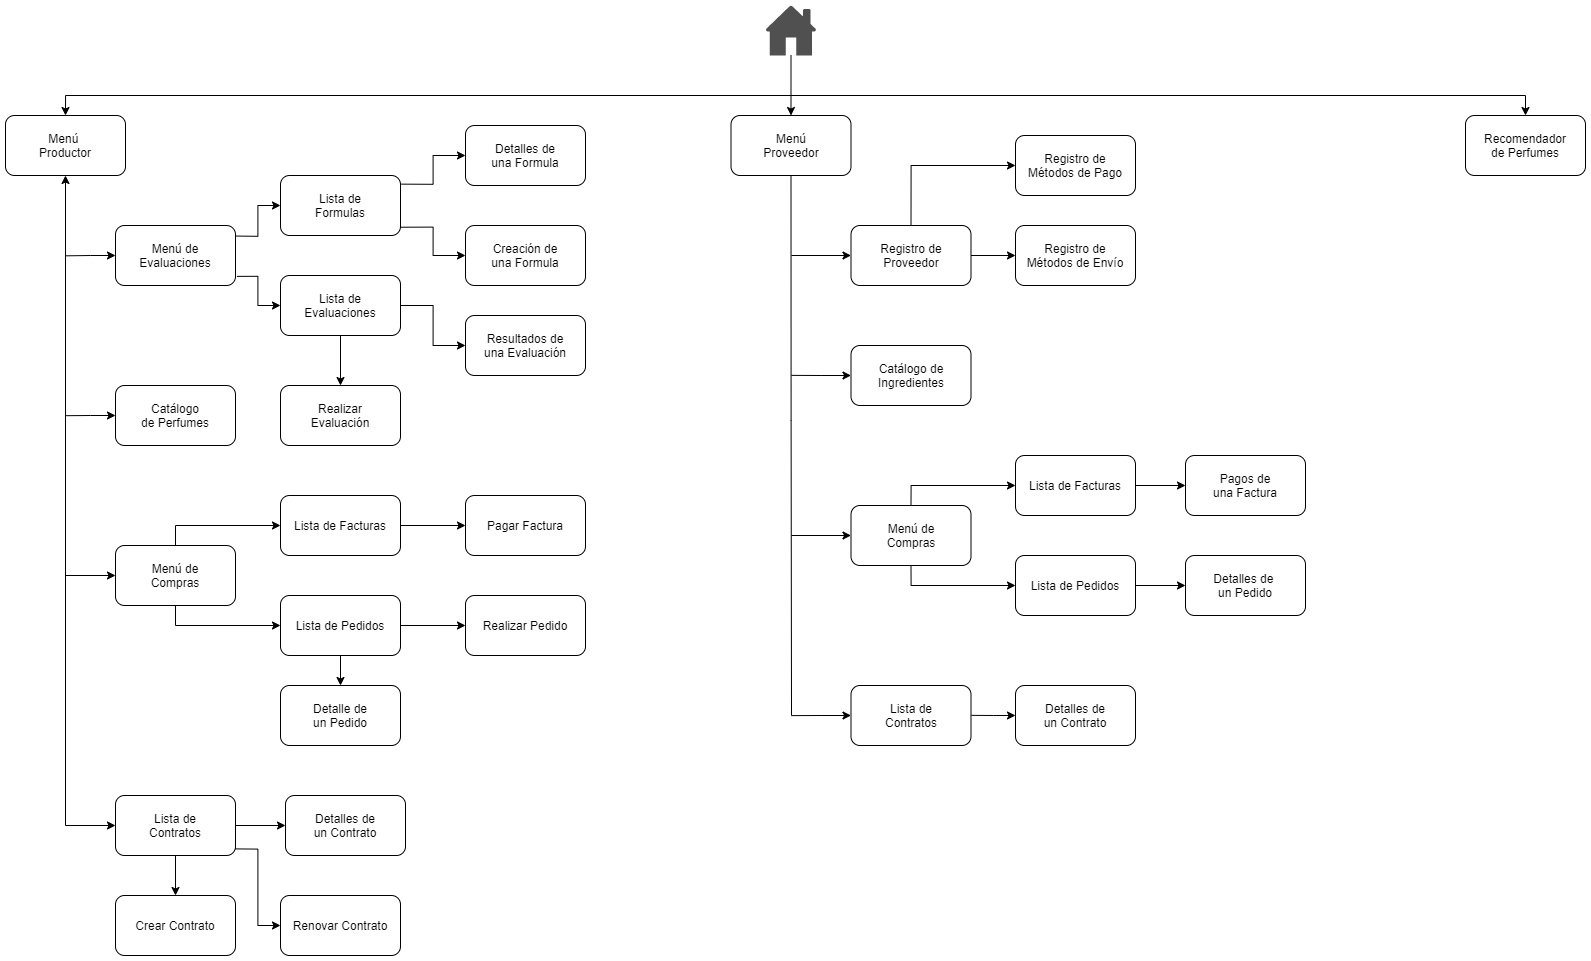 Menú
Productor
Menú
Proveedor
Recomendador
de Perfumes
Detalles de
una Formula
Lista de
Formulas
Menú de
Evaluaciones
Creación de
una Formula
Lista de
Evaluaciones
Resultados de
una Evaluación
Realizar
Evaluación
Catálogo
de Perfumes
Lista de Facturas
Pagar Factura
Menú de
Compras
Lista de Pedidos
Realizar Pedido
Detalle de
un Pedido
Lista de
Contratos
Detalles de
un Contrato
Crear Contrato
Renovar Contrato
Registro de
Métodos de Pago
Registro de
Proveedor
Registro de
Métodos de Envío
Catálogo de
Ingredientes
Lista de Facturas
Pagos de
una Factura
Menú de
Compras
Lista de Pedidos
Detalles de
un Pedido
Lista de
Contratos
Detalles de
un Contrato